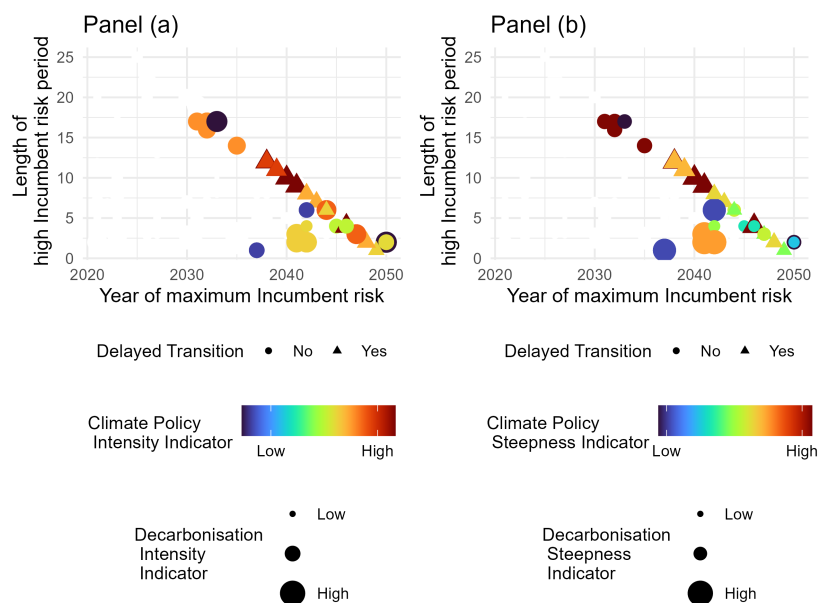 Panel (a)
Length of
high Incumbent risk period
25
20
15
10
5
0
2020
2030
2040
2050
Year of maximum Incumbent risk
Delayed Transition
No
Yes
Climate Policy
Intensity Indicator
Low
High
Decarbonisation
Intensity
Indicator
Low
High
Panel (b)
Length of
high Incumbent risk period
25
20
15
10
5
0
2020
2030
2040
2050
Year of maximum Incumbent risk
Delayed Transition
No
Yes
Climate Policy
Steepness Indicator
Low
High
Decarbonisation
Steepness
Indicator
Low
High